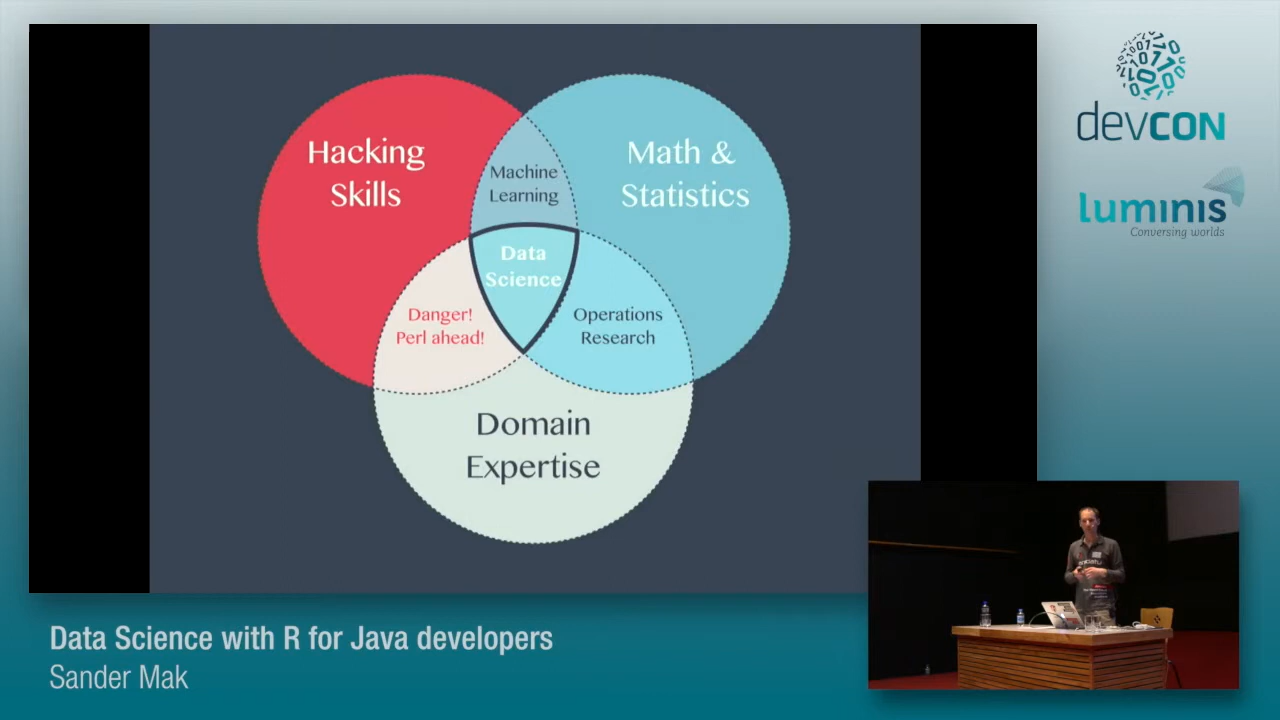 Hacking
Skills
Machine
Learning
Math &
Statistics
Data
Science
Danger!
Perl ahead!
Operations
Research
Domain
Expertise
devCON
luminis
Conversing worlds
Data Science with R for Java developers
Sander Mak